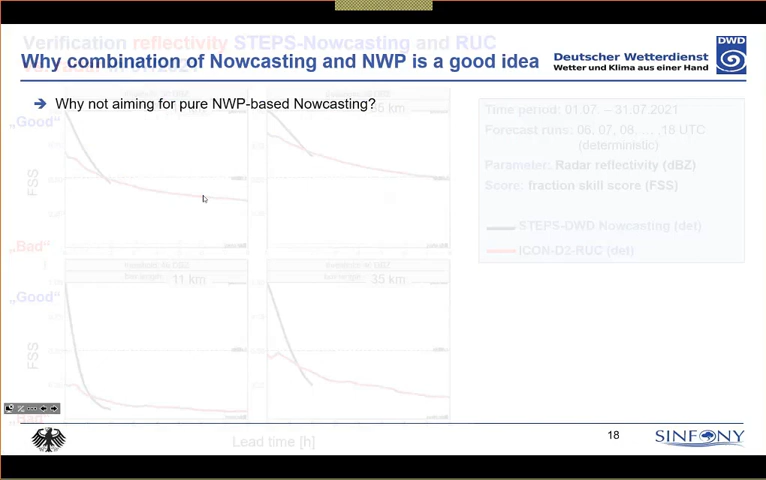 Verification reflectivity STEPS-Nowcasting and RUC
Why combination of Nowcasting and NWP is a good idea
DWD
Deutscher Wetterdienst
Wetter und Klima aus einer Hand
Why not aiming for pure NWP-based Nowcasting?
„Good“
FSS
„Bad“
Time period: 01.07. – 31.07.2021
Forecast runs: 06, 07, 08, ... ,18 UTC
(deterministic)
Parameter: Radar reflectivity (dBZ)
Score: fraction skill score (FSS)
STEPS-DWD Nowcasting (det)
ICON-D2-RUC (det)
11 km
35 km
„Good“
FSS
Lead time [h]
18
SINFONY